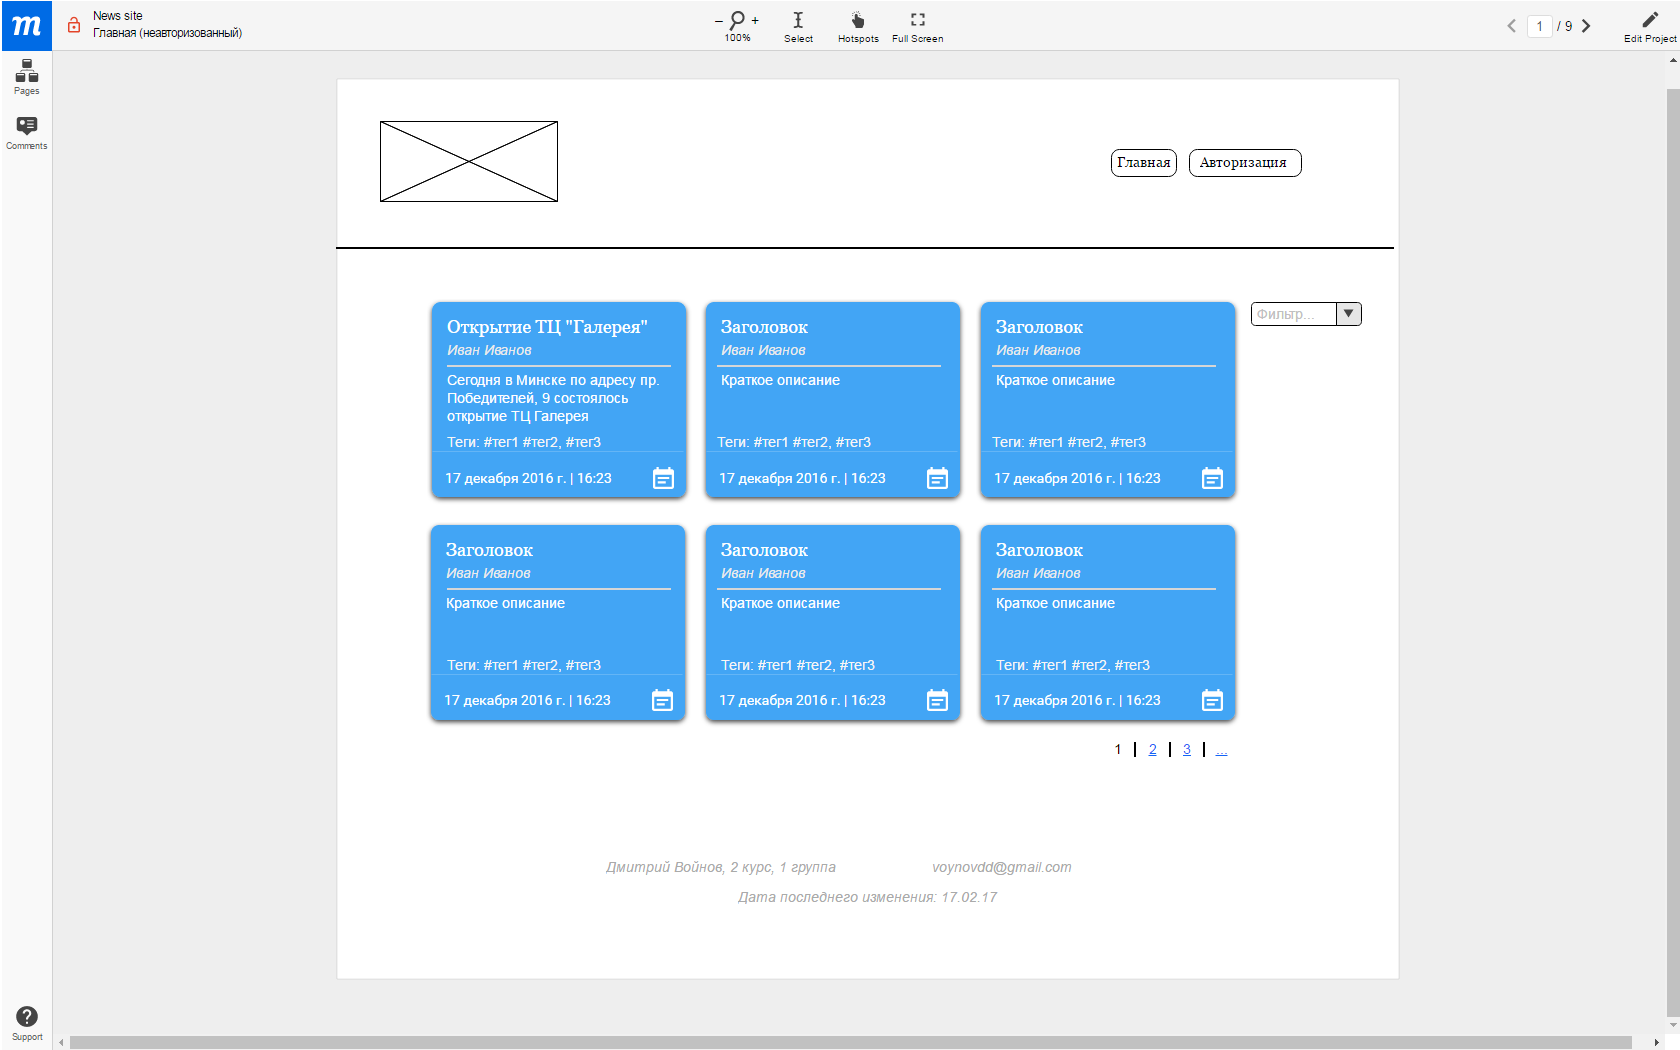 m
News site
Главная (неавторизованный)
– +
100%
Select
Hotspots
Full Screen
1 / 9
Edit Project
Pages
Comments
Главная
Авторизация
Открытие ТЦ "Галерея"
Иван Иванов
Сегодня в Минске по адресу пр.
Победителей, 9 состоялось
открытие ТЦ Галерея
Теги: #тег1 #тег2, #тег3
17 декабря 2016 г. | 16:23
Заголовок
Иван Иванов
Краткое описание
Теги: #тег1 #тег2, #тег3
17 декабря 2016 г. | 16:23
Заголовок
Иван Иванов
Краткое описание
Теги: #тег1 #тег2, #тег3
17 декабря 2016 г. | 16:23
Фильтр...
Заголовок
Иван Иванов
Краткое описание
Теги: #тег1 #тег2, #тег3
17 декабря 2016 г. | 16:23
Заголовок
Иван Иванов
Краткое описание
Теги: #тег1 #тег2, #тег3
17 декабря 2016 г. | 16:23
Заголовок
Иван Иванов
Краткое описание
Теги: #тег1 #тег2, #тег3
17 декабря 2016 г. | 16:23
1 | 2 | 3 | ...
Дмитрий Войнов, 2 курс, 1 группа voynovdd@gmail.com
Дата последнего изменения: 17.02.17
Support